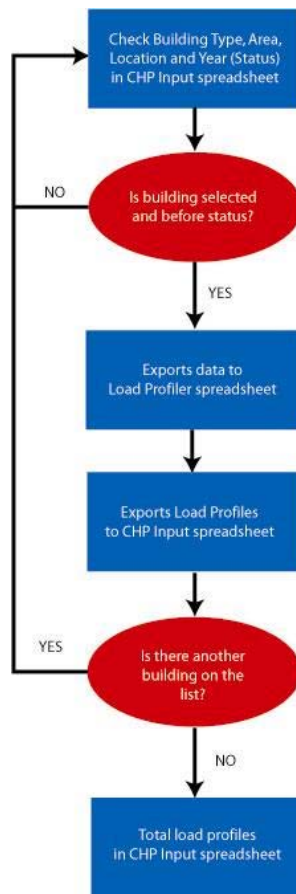 Check Building Type, Area,
Location and Year (Status)
in CHP Input spreadsheet
NO
Is building selected
and before status?
YES
Exports data to
Load Profiler spreadsheet
Exports Load Profiles
to CHP Input spreadsheet
YES
Is there another
building on the
list?
NO
Total load profiles
in CHP Input spreadsheet